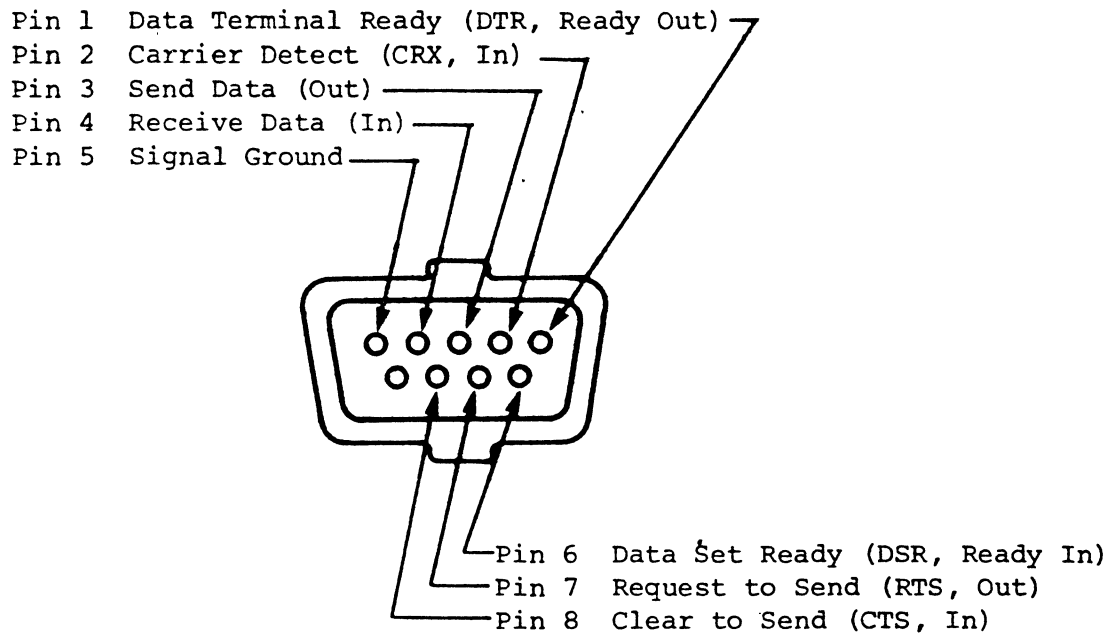 Pin 1 Data Terminal Ready (DTR, Ready Out)
Pin 2 Carrier Detect (CRX, In)
Pin 3 Send Data (Out)
Pin 4 Receive Data (In)
Pin 5 Signal Ground
Pin 6 Data Set Ready (DSR, Ready In)
Pin 7 Request to Send (RTS, Out)
Pin 8 Clear to Send (CTS, In)